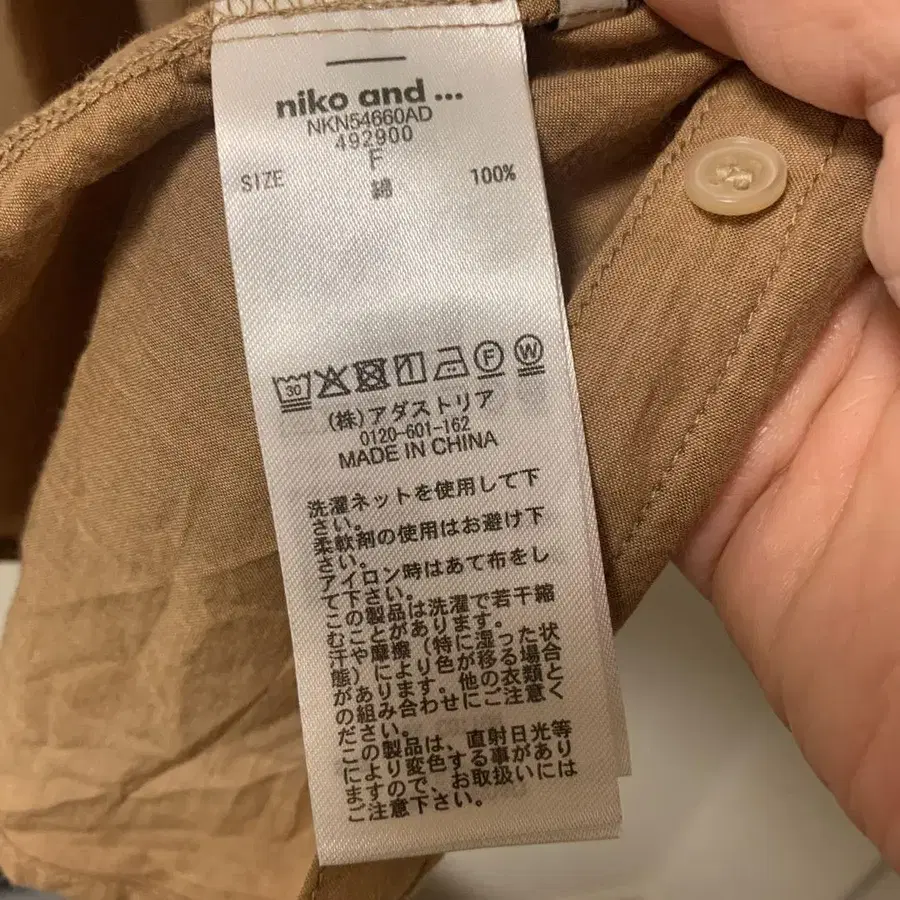 niko and ...
NKN54660AD
492900
F
SIZE 綿 100%
30 F W
(株)アダストリア
0120-601-162
MADE IN CHINA
洗濯ネットを使用して下
さい。
柔軟剤の使用はお避け下
さい。
アイロン時はあて布をし
て下さい。
この製品は洗濯で若干縮
むことがあります。
汗や摩擦(特に湿った状
態)により色が移る場合
があります。他の衣類と
の組み合わせにご注意く
ださい。
この製品は、直射日光等
により変色する事があり
ますので、お取扱いには
ご注意下さい。